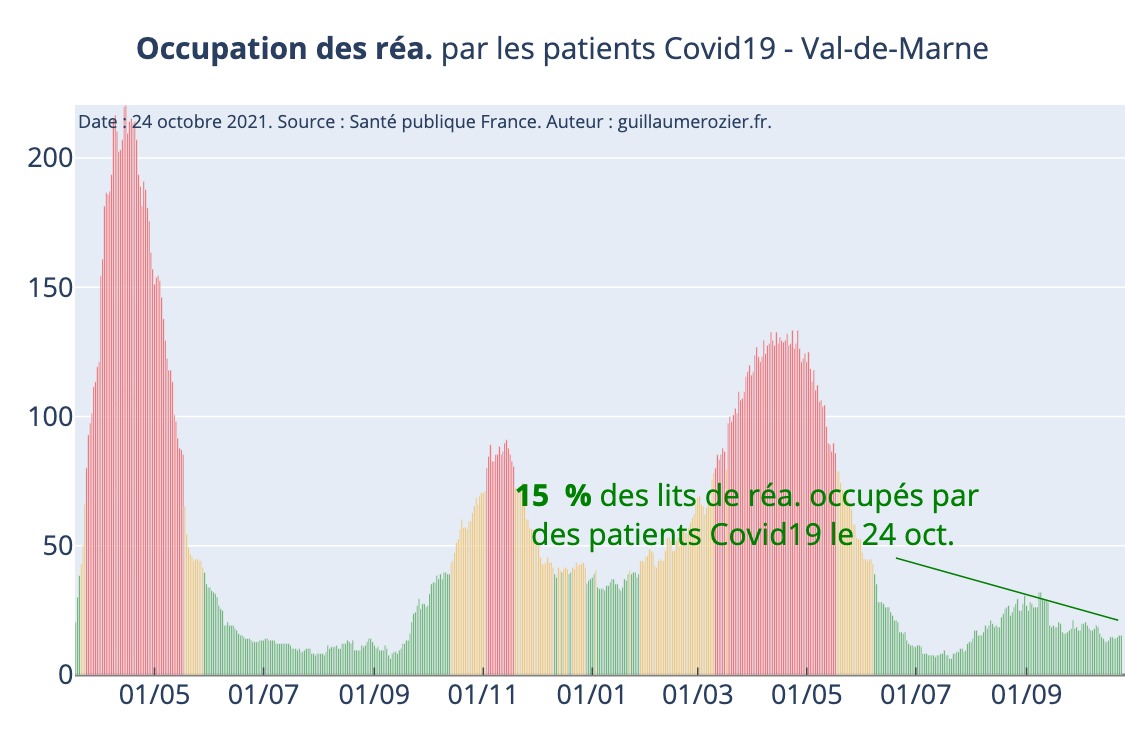 Occupation des réa. par les patients Covid19 - Val-de-Marne
Date : 24 octobre 2021. Source : Santé publique France. Auteur : guillaumerozier.fr.
200
150
100
15 % des lits de réa. occupés par
des patients Covid19 le 24 oct.
50
0
01/05 01/07 01/09 01/11 01/01 01/03 01/05 01/07 01/09